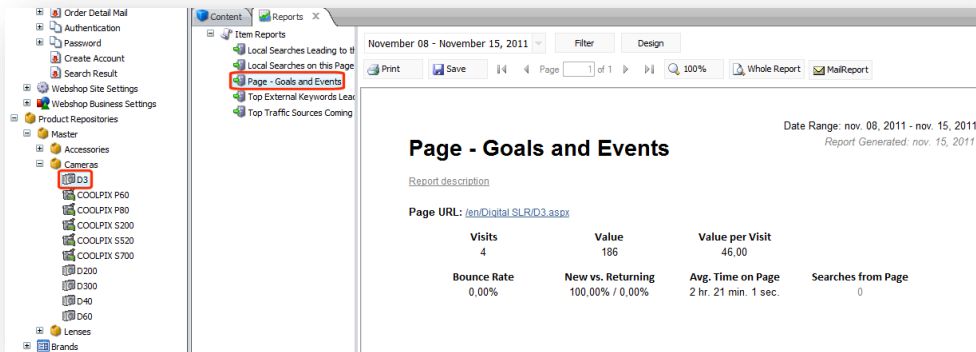 Order Detail Mail
Authentication
Password
Create Account
Search Result
Webshop Site Settings
Webshop Business Settings
Product Repositories
Master
Accessories
Cameras
D3
COOLPIX P60
COOLPIX P80
COOLPIX S200
COOLPIX S520
COOLPIX S700
D200
D300
D40
D60
Lenses
Brands
Content
Reports X
Item Reports
Local Searches Leading to th
Local Searches on this Page
Page - Goals and Events
Top External Keywords Lead
Top Traffic Sources Coming
November 08 - November 15, 2011
Filter
Design
Print
Save
Page 1 of 1
100%
Whole Report
MailReport
Date Range: nov. 08, 2011 - nov. 15, 2011
Report Generated: nov. 15, 2011
Page - Goals and Events
Report description
Page URL: /en/Digital SLR/D3.aspx
Visits Value Value per Visit
4 186 46,00
Bounce Rate New vs. Returning Avg. Time on Page Searches from Page
0,00% 100,00% / 0,00% 2 hr. 21 min. 1 sec. 0